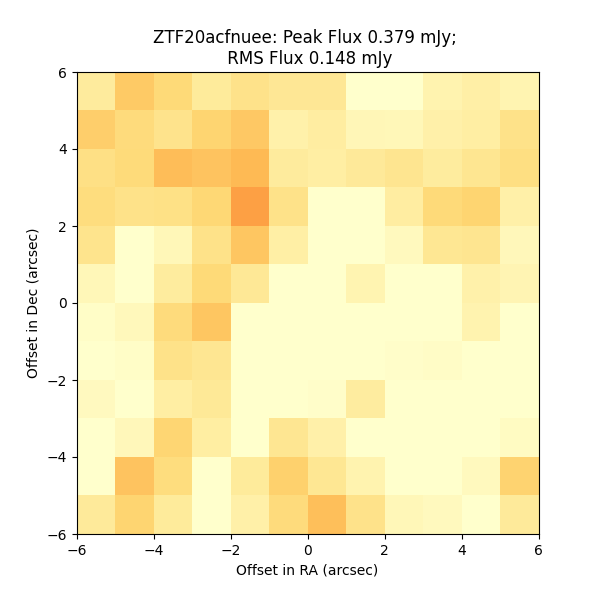 ZTF20acfnuee: Peak Flux 0.379 mJy;
RMS Flux 0.148 mJy
6
4
2
0
−2
−4
−6
Offset in Dec (arcsec)
−6 −4 −2 0 2 4 6
Offset in RA (arcsec)